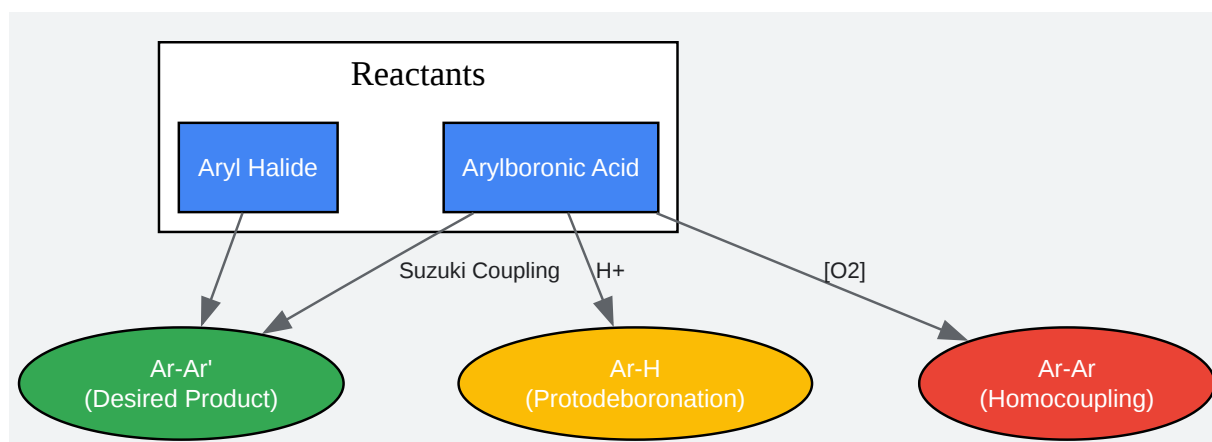 Reactants
Aryl Halide
Arylboronic Acid
Suzuki Coupling
H+
[O2]
Ar-Ar'
(Desired Product)
Ar-H
(Protodeboronation)
Ar-Ar
(Homocoupling)